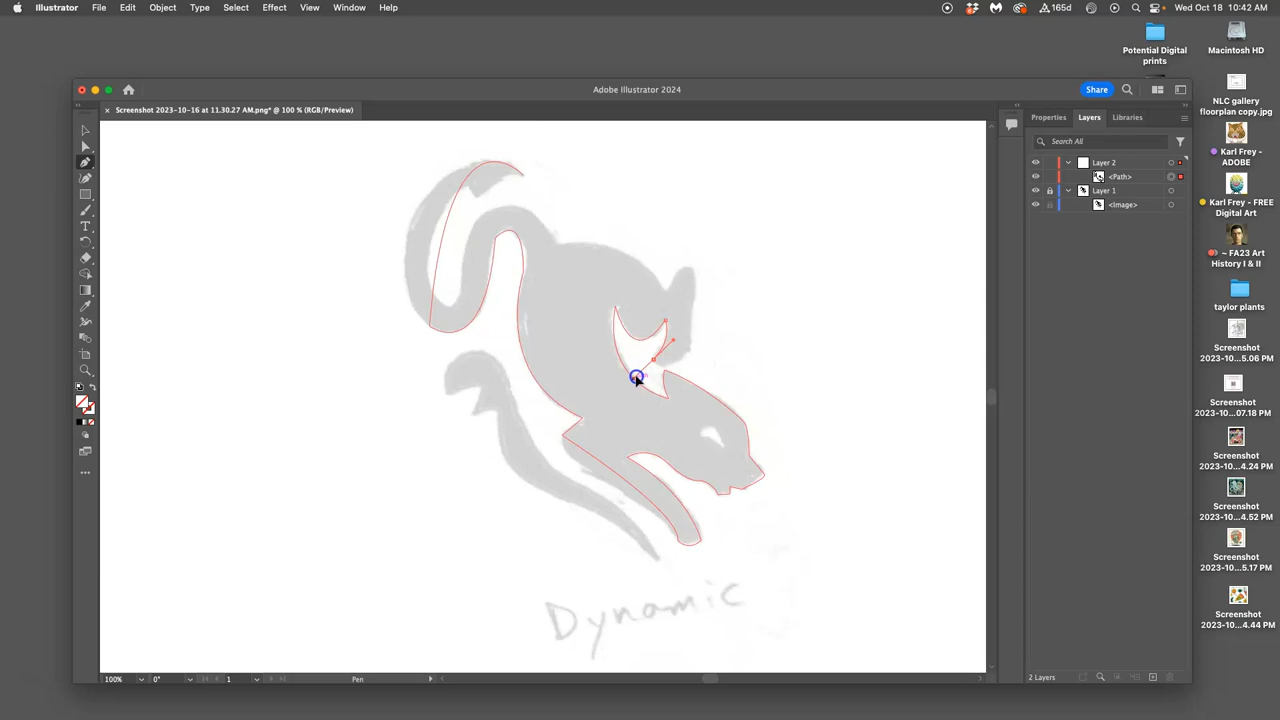 Illustrator File Edit Object Type Select Effect View Window Help
165d Wed Oct 18 10:42 AM
Potential Digital prints
Macintosh HD
Adobe Illustrator 2024
Share
Screenshot 2023-10-16 at 11.30.27 AM.png* @ 100 % (RGB/Preview)
Properties Layers Libraries
Search All
Layer 2
<Path>
Layer 1
<Image>
NLC gallery floorplan copy.jpg
Karl Frey - ADOBE
Karl Frey - FREE Digital Art
~ FA23 Art History I & II
taylor plants
Screenshot 2023-10...5.06 PM
Screenshot 2023-10...07.18 PM
Screenshot 2023-10...4.24 PM
Screenshot 2023-10...4.52 PM
Screenshot 2023-10...5.17 PM
Screenshot 2023-10...4.44 PM
Dynamic
100% 0° 1 Pen
2 Layers